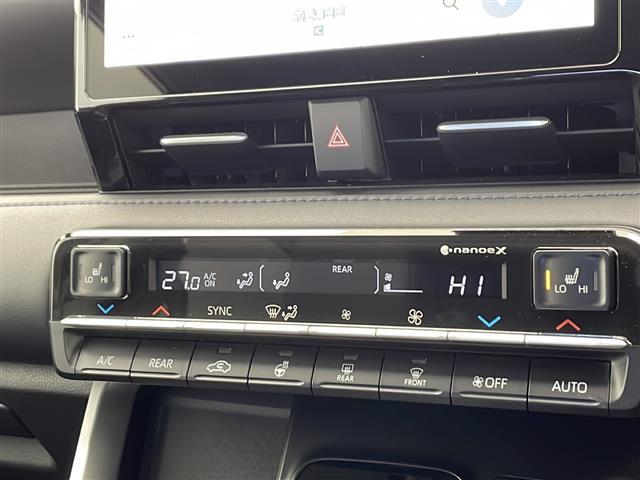 nanoeX
LO HI
27.0 A/C ON
REAR
HI
LO HI
SYNC
A/C
REAR
REAR
FRONT
OFF
AUTO